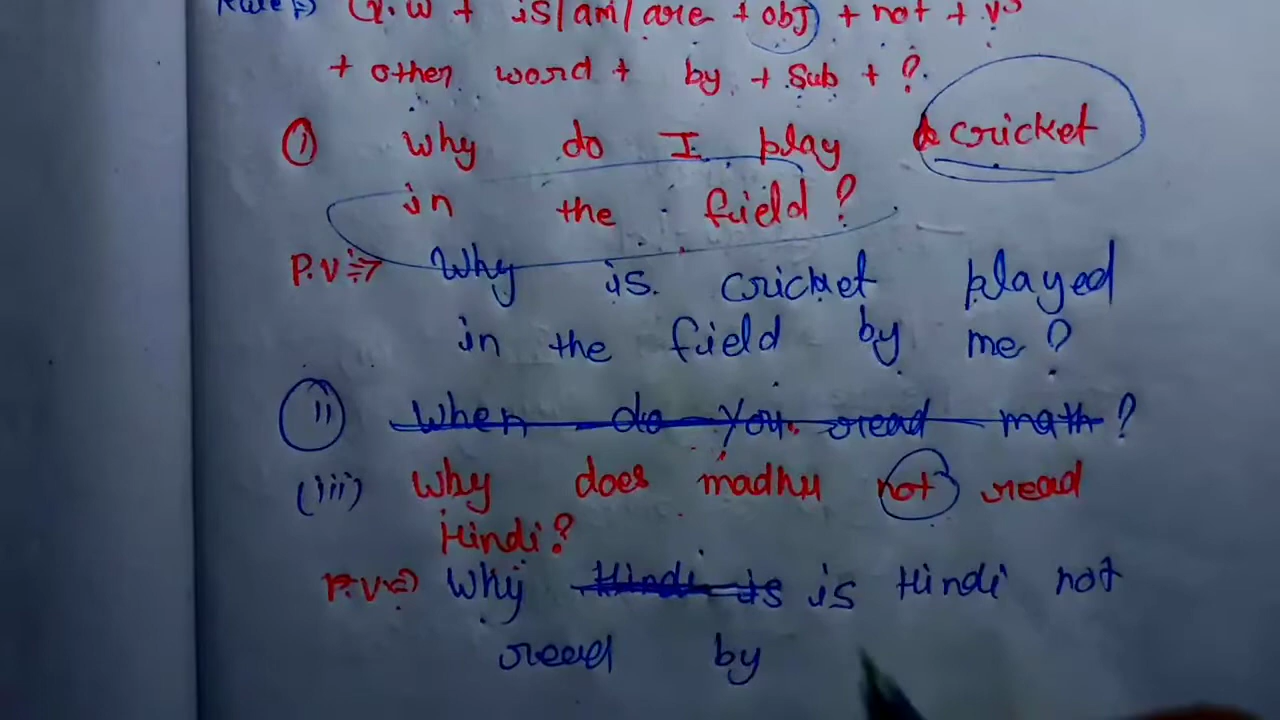 Rule⇒ Q.W + is/am/are + obj + not + V3
+ other word + by + Sub + ?
(i) why do I play cricket
in the field?
P.V⇒ Why is cricket played
in the field by me?
(ii) When do you read math?
(iii) Why does madhu not read
Hindi?
P.V⇒ Why Hindi is is Hindi not
read by